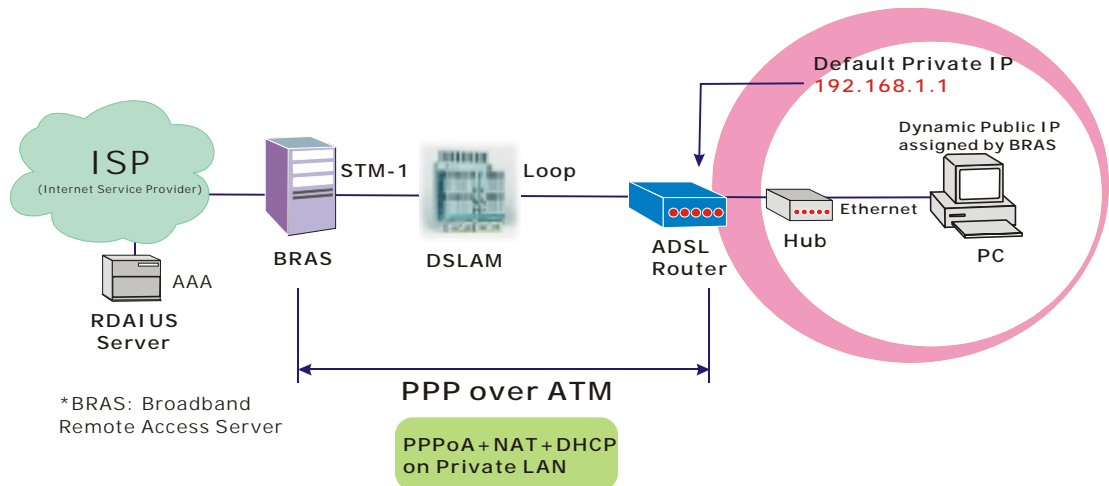 Default Private IP
192.168.1.1
Dynamic Public IP
assigned by BRAS
ISP
(Internet Service Provider)
STM-1
Loop
Ethernet
BRAS
DSLAM
ADSL
Router
Hub
PC
AAA
RDAIUS
Server
PPP over ATM
*BRAS: Broadband
Remote Access Server
PPPoA+NAT+DHCP
on Private LAN